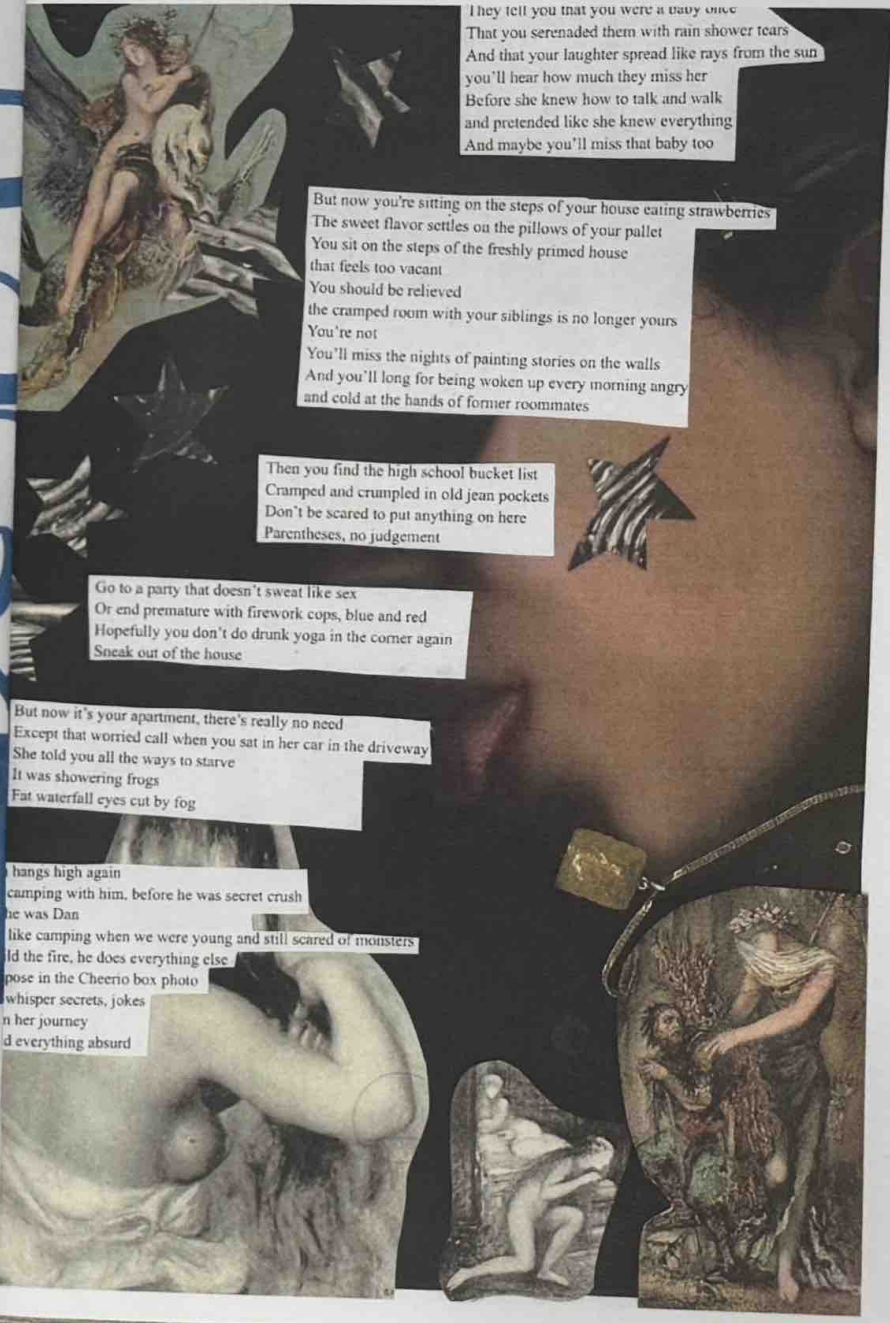 They tell you that you were a baby once
That you serenaded them with rain shower tears
And that your laughter spread like rays from the sun
you'll hear how much they miss her
Before she knew how to talk and walk
and pretended like she knew everything
And maybe you'll miss that baby too
But now you're sitting on the steps of your house eating strawberries
The sweet flavor settles on the pillows of your pallet
You sit on the steps of the freshly primed house
that feels too vacant
You should be relieved
the cramped room with your siblings is no longer yours
You're not
You'll miss the nights of painting stories on the walls
And you'll long for being woken up every morning angry
and cold at the hands of former roommates
Then you find the high school bucket list
Cramped and crumpled in old jean pockets
Don't be scared to put anything on here
Parentheses, no judgement
Go to a party that doesn't sweat like sex
Or end premature with firework cops, blue and red
Hopefully you don't do drunk yoga in the corner again
Sneak out of the house
But now it's your apartment, there's really no need
Except that worried call when you sat in her car in the driveway
She told you all the ways to starve
It was showering frogs
Fat waterfall eyes cut by fog
hangs high again
camping with him, before he was secret crush
he was Dan
like camping when we were young and still scared of monsters
ld the fire, he does everything else
pose in the Cheerio box photo
whisper secrets, jokes
n her journey
d everything absurd